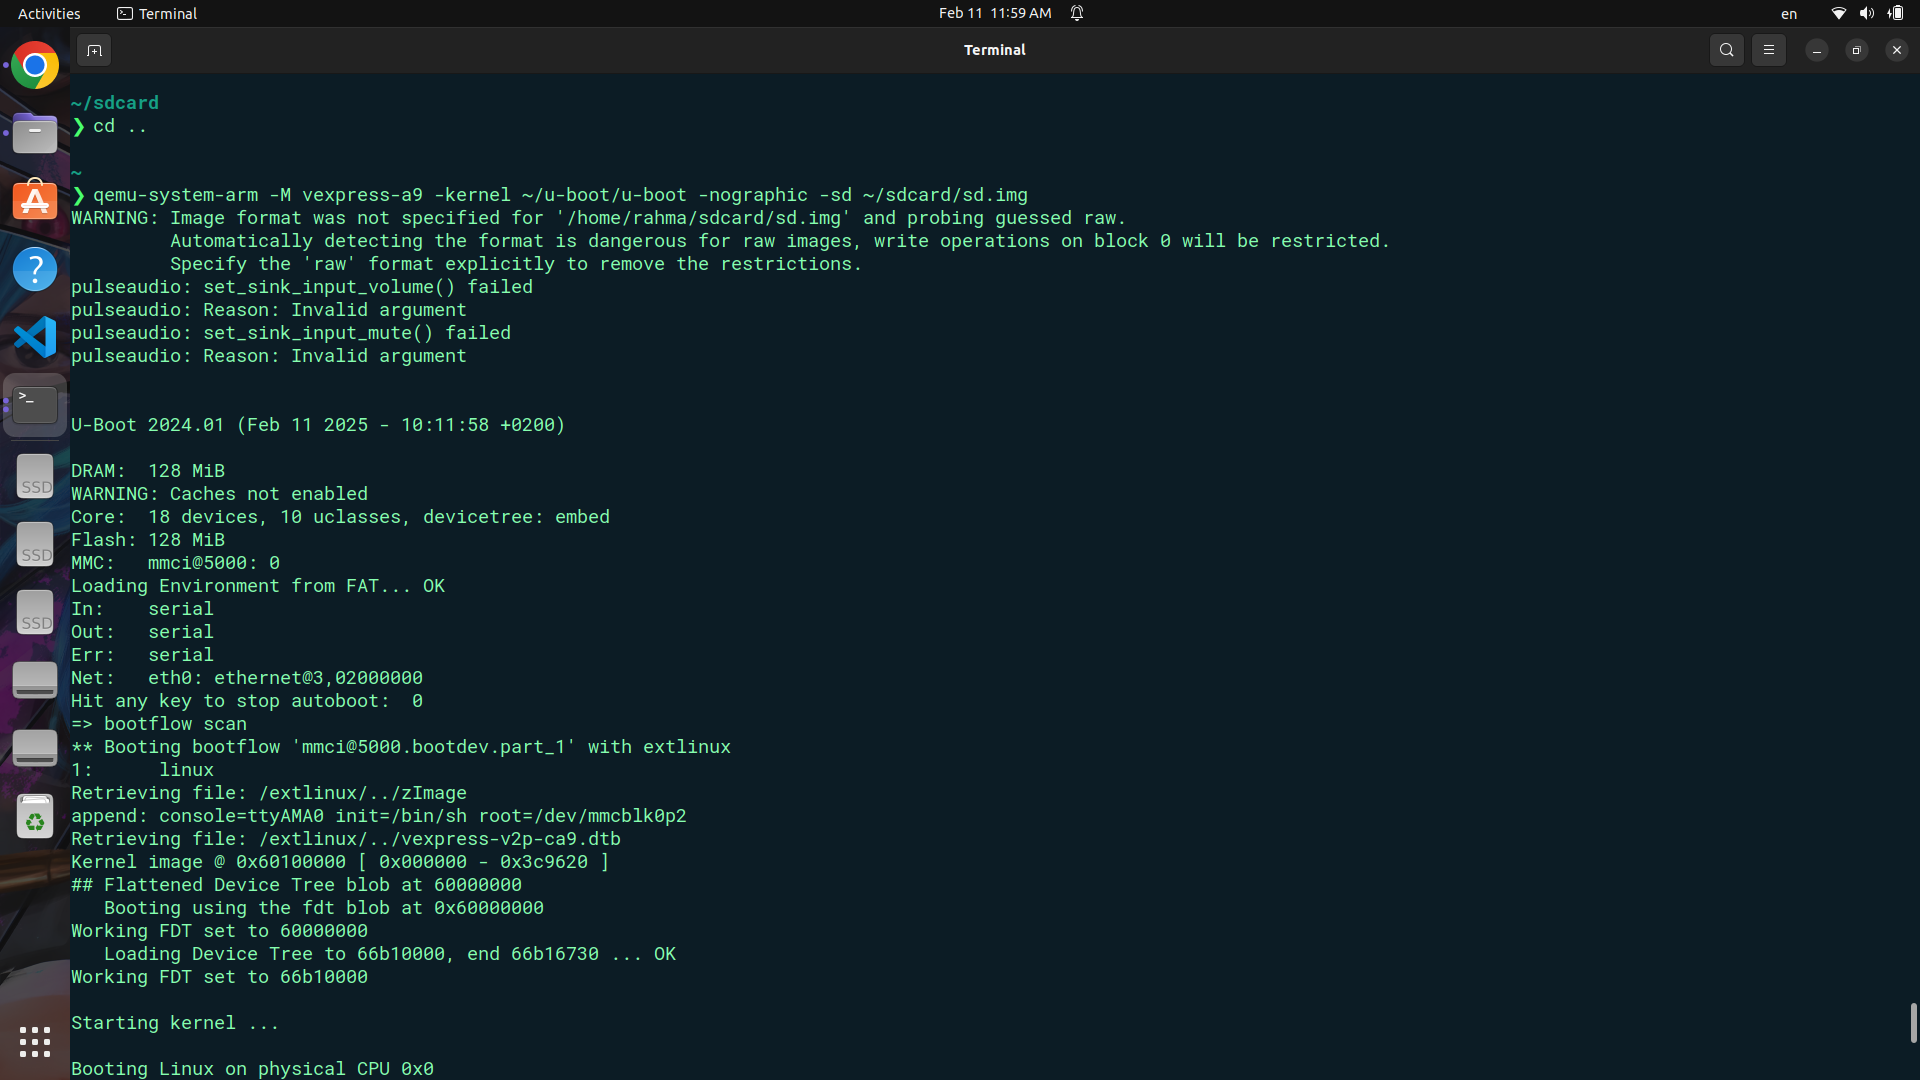 Activities
Terminal
Feb 11 11:59 AM
en
Terminal
~/sdcard
❯ cd ..
~
❯ qemu-system-arm -M vexpress-a9 -kernel ~/u-boot/u-boot -nographic -sd ~/sdcard/sd.img
WARNING: Image format was not specified for '/home/rahma/sdcard/sd.img' and probing guessed raw.
         Automatically detecting the format is dangerous for raw images, write operations on block 0 will be restricted.
         Specify the 'raw' format explicitly to remove the restrictions.
pulseaudio: set_sink_input_volume() failed
pulseaudio: Reason: Invalid argument
pulseaudio: set_sink_input_mute() failed
pulseaudio: Reason: Invalid argument
U-Boot 2024.01 (Feb 11 2025 - 10:11:58 +0200)
DRAM:  128 MiB
WARNING: Caches not enabled
Core:  18 devices, 10 uclasses, devicetree: embed
Flash: 128 MiB
MMC:   mmci@5000: 0
Loading Environment from FAT... OK
In:    serial
Out:   serial
Err:   serial
Net:   eth0: ethernet@3,02000000
Hit any key to stop autoboot:  0
=> bootflow scan
** Booting bootflow 'mmci@5000.bootdev.part_1' with extlinux
1:      linux
Retrieving file: /extlinux/../zImage
append: console=ttyAMA0 init=/bin/sh root=/dev/mmcblk0p2
Retrieving file: /extlinux/../vexpress-v2p-ca9.dtb
Kernel image @ 0x60100000 [ 0x000000 - 0x3c9620 ]
## Flattened Device Tree blob at 60000000
   Booting using the fdt blob at 0x60000000
Working FDT set to 60000000
   Loading Device Tree to 66b10000, end 66b16730 ... OK
Working FDT set to 66b10000
Starting kernel ...
Booting Linux on physical CPU 0x0
SSD
SSD
SSD